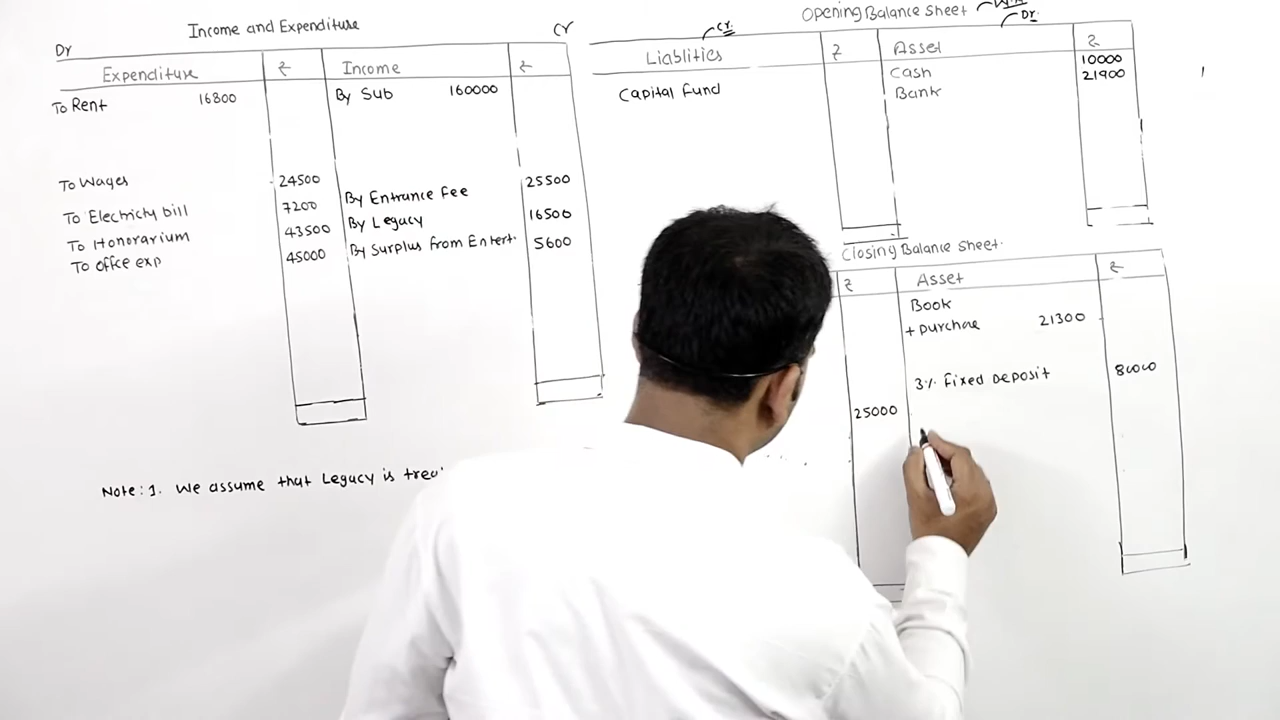 Income and Expenditure
Dr
Cr
Expenditure ₹ Income ₹
To Rent 16800 By Sub 160000
To Wages 24500 By Entrance Fee 25500
To Electricity bill 7200 By Legacy 16500
To Honorarium 43500 By Surplus from Entert. 5600
To offce exp 45000
Note: 1. We assume that Legacy is
Opening Balance Sheet
Cr. Dr.
Liablities ₹ Asset ₹
Capital Fund Cash 10000
Bank 21900
Closing Balance Sheet.
₹ Asset ₹
Book
+ purchae 21300
3% Fixed Deposit 80000
25000